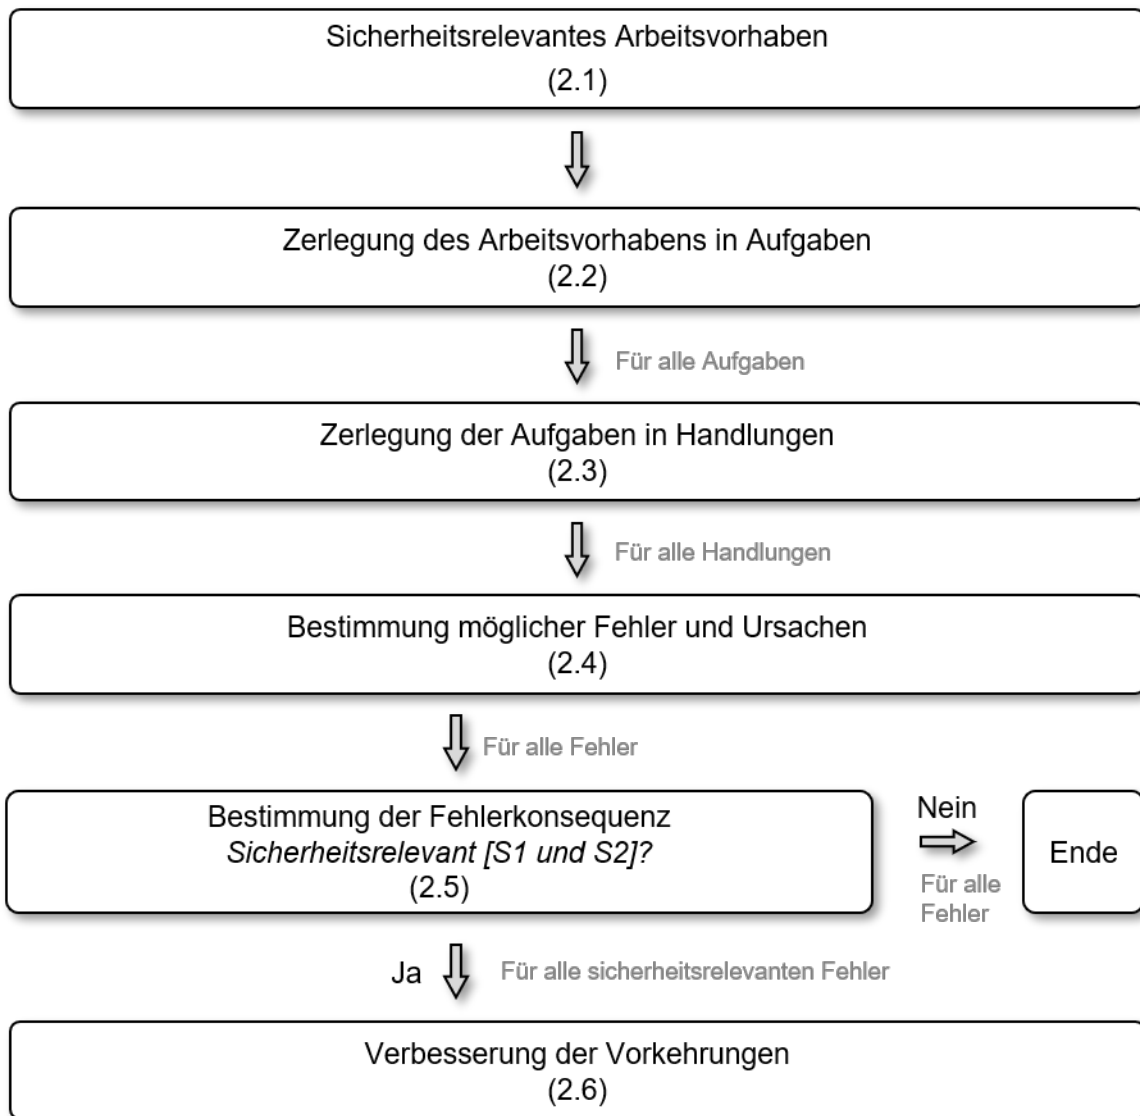 Sicherheitsrelevantes Arbeitsvorhaben
(2.1)
Zerlegung des Arbeitsvorhabens in Aufgaben
(2.2)
Für alle Aufgaben
Zerlegung der Aufgaben in Handlungen
(2.3)
Für alle Handlungen
Bestimmung möglicher Fehler und Ursachen
(2.4)
Für alle Fehler
Bestimmung der Fehlerkonsequenz
Sicherheitsrelevant [S1 und S2]?
(2.5)
Nein
Für alle
Fehler
Ende
Ja
Für alle sicherheitsrelevanten Fehler
Verbesserung der Vorkehrungen
(2.6)